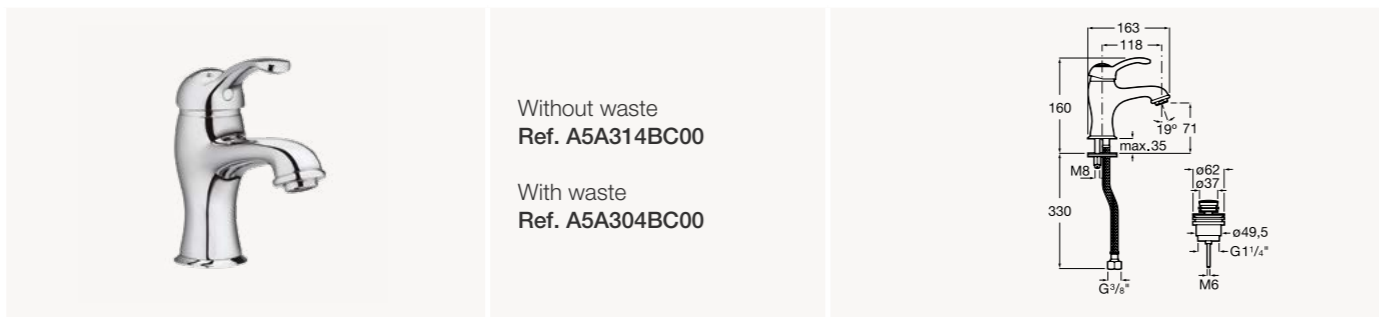 Without waste
Ref. A5A314BC00
With waste
Ref. A5A304BC00
163
118
160
19º 71
max.35
M8
330
G3/8"
ø62
ø37
ø49,5
G11/4"
M6